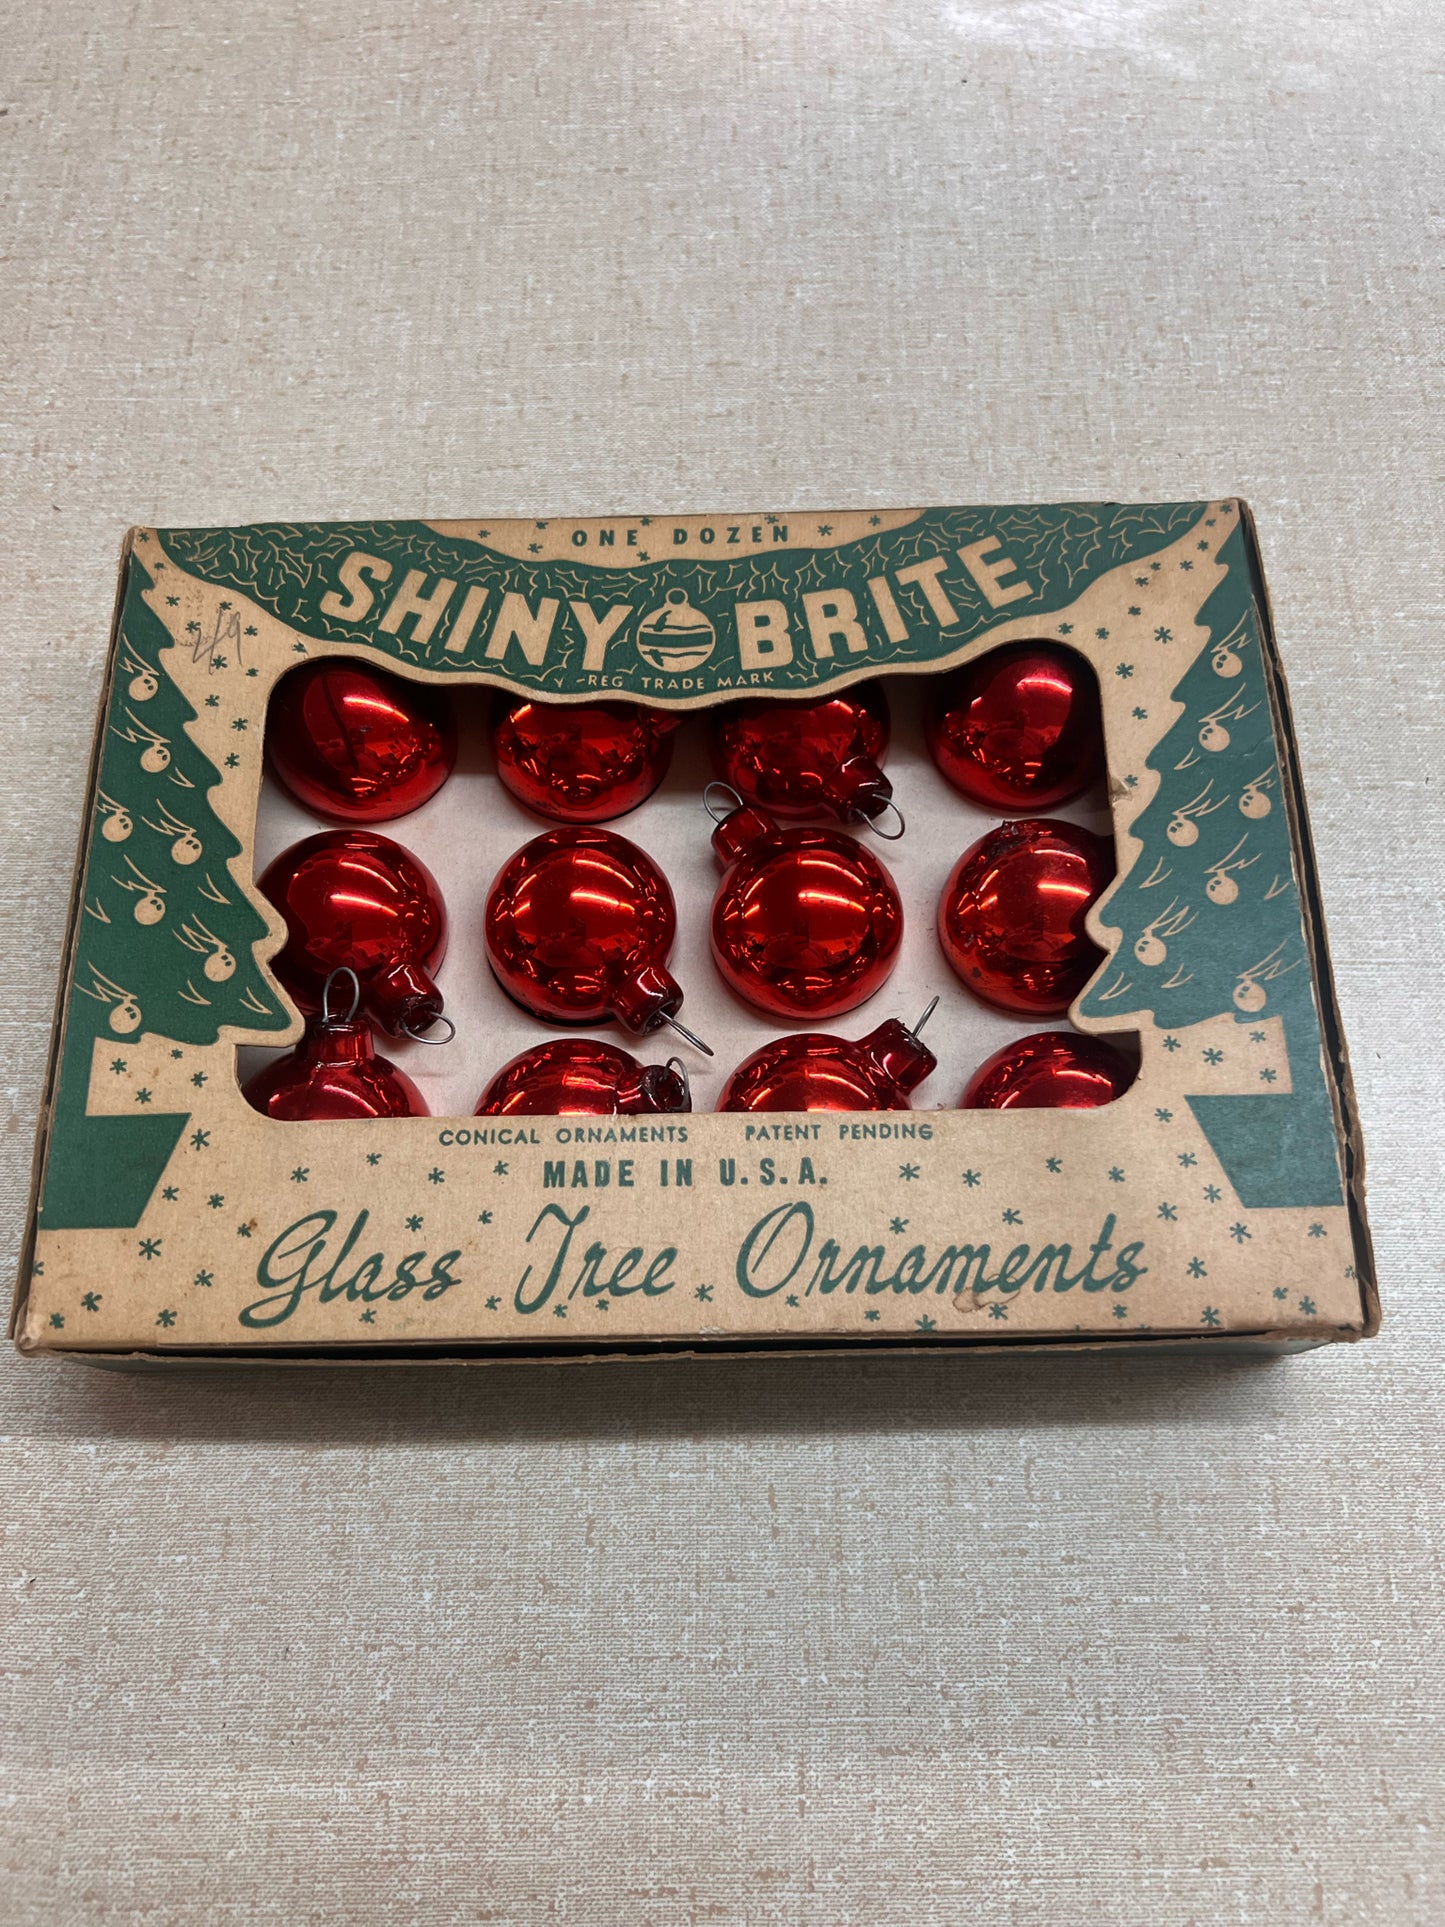 ONE DOZEN
SHINY BRITE
REG TRADE MARK
CONICAL ORNAMENTS PATENT PENDING
MADE IN U.S.A.
Glass Tree Ornaments